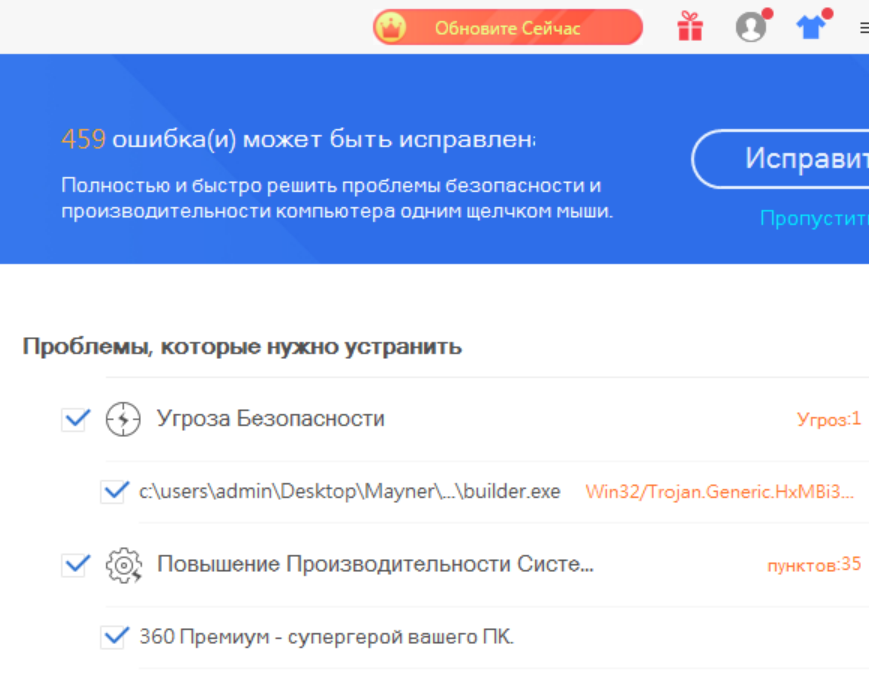 Обновите Сейчас
459 ошибка(и) может быть исправлен
Полностью и быстро решить проблемы безопасности и
производительности компьютера одним щелчком мыши.
Исправит
Пропустить
Проблемы, которые нужно устранить
Угроза Безопасности
Угроз:1
c:\users\admin\Desktop\Mayner\...\builder.exe
Win32/Trojan.Generic.HxMBi3...
Повышение Производительности Систе...
пунктов:35
360 Премиум - супергерой вашего ПК.